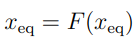 x_eq = F(x_eq)